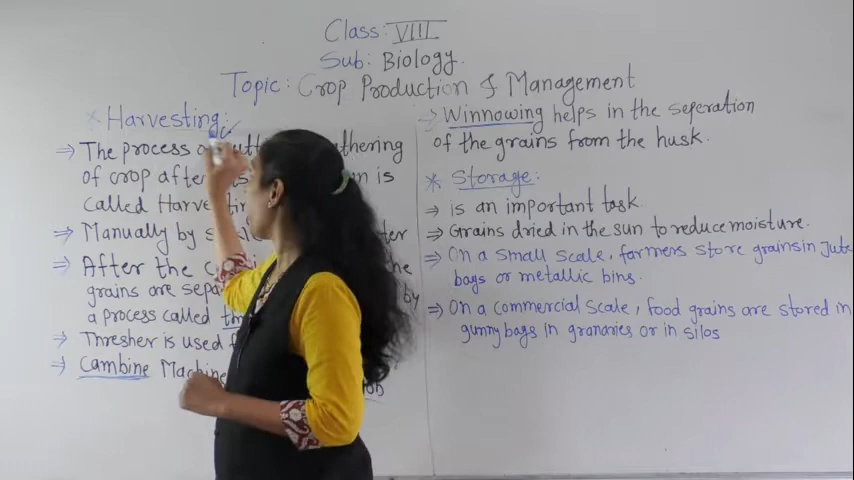 Class: VIII
Sub: Biology.
Topic: Crop Production & Management
* Harvesting:
⇒ The process gathering
of crop after is
called
⇒ Manually by
⇒ After the
grains are by
a process called
⇒ Thresher is used
⇒ Cambine Machine
→ Winnowing helps in the seperation
of the grains from the husk.
* Storage:
⇒ is an important task.
⇒ Grains dried in the sun to reduce moisture.
⇒ On a small scale, farmers store grains in Jute
bags or metallic bins.
⇒ On a commercial scale, food grains are stored in
gunny bags in granaries or in silos